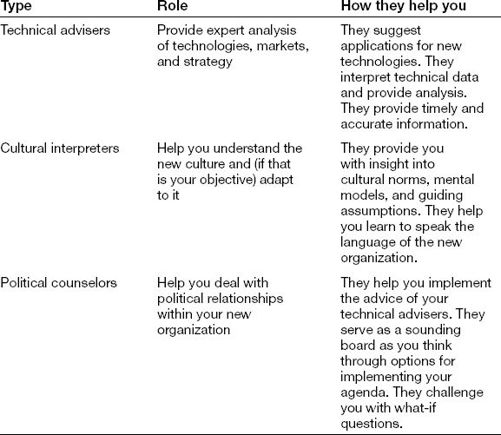 Type Role How they help you
Technical advisers
Provide expert analysis
of technologies, markets,
and strategy
They suggest
applications for new
technologies. They
interpret technical data
and provide analysis.
They provide timely and
accurate information.
Cultural interpreters
Help you understand the
new culture and (if that
is your objective) adapt
to it
They provide you
with insight into
cultural norms, mental
models, and guiding
assumptions. They help
you learn to speak the
language of the new
organization.
Political counselors
Help you deal with
political relationships
within your new
organization
They help you implement
the advice of your
technical advisers. They
serve as a sounding
board as you think
through options for
implementing your
agenda. They challenge
you with what-if
questions.